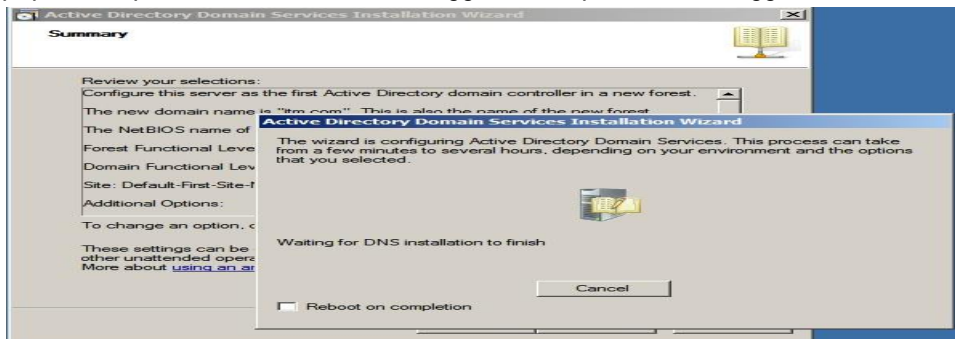 Active Directory Domain Services Installation Wizard
Summary
Review your selections:
Configure this server as the first Active Directory domain controller in a new forest.
The new domain name is "itm.com". This is also the name of the new forest.
The NetBIOS name of
Forest Functional Leve
Domain Functional Lev
Site: Default-First-Site-
Additional Options:
To change an option, c
These settings can be
other unattended opera
More about using an an
Active Directory Domain Services Installation Wizard
The wizard is configuring Active Directory Domain Services. This process can take
from a few minutes to several hours, depending on your environment and the options
that you selected.
Waiting for DNS installation to finish
Cancel
Reboot on completion